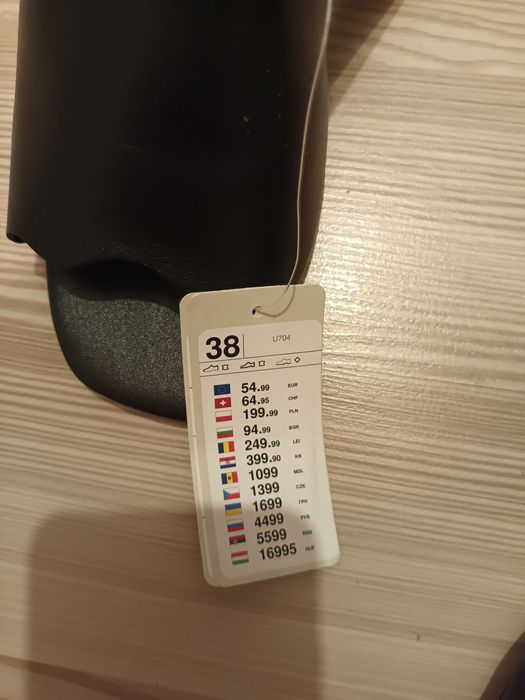 38 U704
54.99 EUR
64.95 CHF
199.99 PLN
94.99 BGN
249.99 LEI
399.90 KN
1099 MDL
1399 CZK
1699 ГРН
4499 РУБ
5599 RSD
16995 HUF